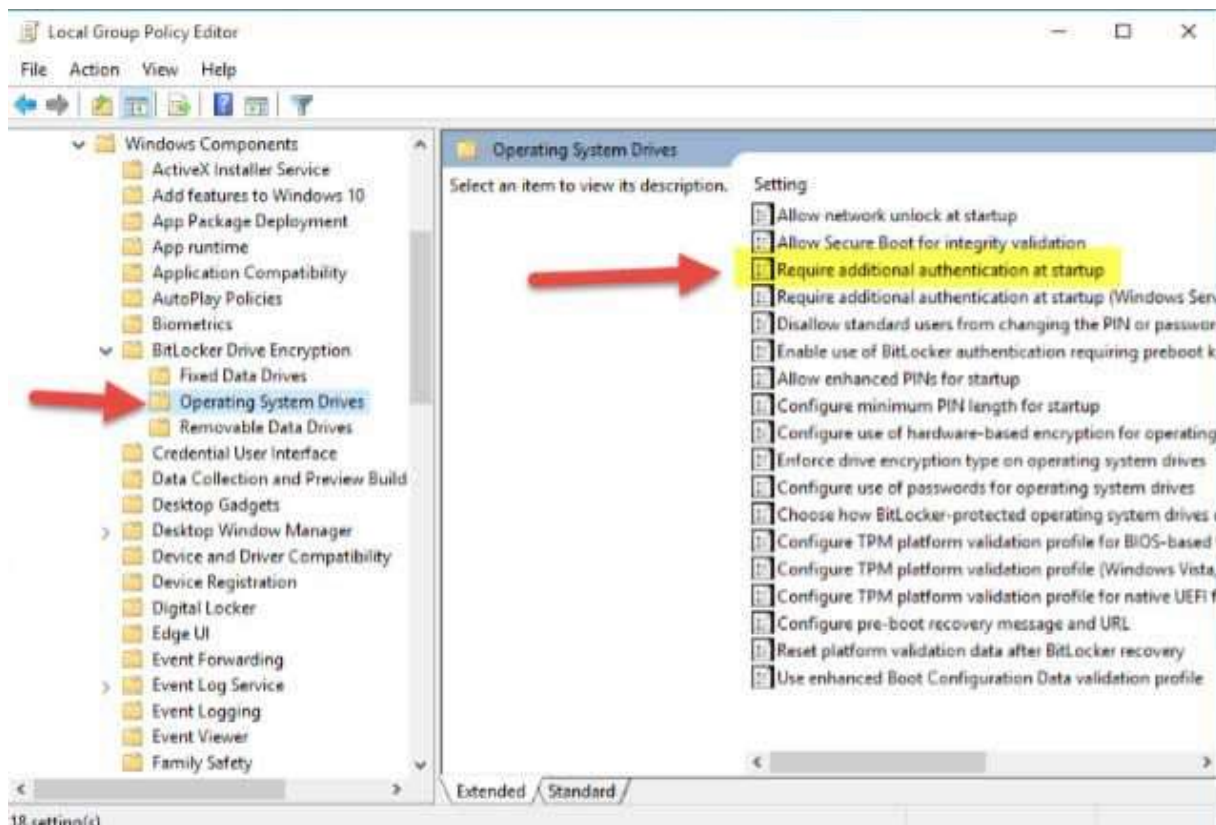 Local Group Policy Editor
File Action View Help
Windows Components
ActiveX Installer Service
Add features to Windows 10
App Package Deployment
App runtime
Application Compatibility
AutoPlay Policies
Biometrics
BitLocker Drive Encryption
Fixed Data Drives
Operating System Drives
Removable Data Drives
Credential User Interface
Data Collection and Preview Build
Desktop Gadgets
Desktop Window Manager
Device and Driver Compatibility
Device Registration
Digital Locker
Edge UI
Event Forwarding
Event Log Service
Event Logging
Event Viewer
Family Safety
Operating System Drives
Select an item to view its description.
Setting
Allow network unlock at startup
Allow Secure Boot for integrity validation
Require additional authentication at startup
Require additional authentication at startup (Windows Ser
Disallow standard users from changing the PIN or passwor
Enable use of BitLocker authentication requiring preboot k
Allow enhanced PINs for startup
Configure minimum PIN length for startup
Configure use of hardware-based encryption for operating
Enforce drive encryption type on operating system drives
Configure use of passwords for operating system drives
Choose how BitLocker-protected operating system drives
Configure TPM platform validation profile for BIOS-based
Configure TPM platform validation profile (Windows Vista,
Configure TPM platform validation profile for native UEFI f
Configure pre-boot recovery message and URL
Reset platform validation data after BitLocker recovery
Use enhanced Boot Configuration Data validation profile
Extended Standard
18 setting(s)